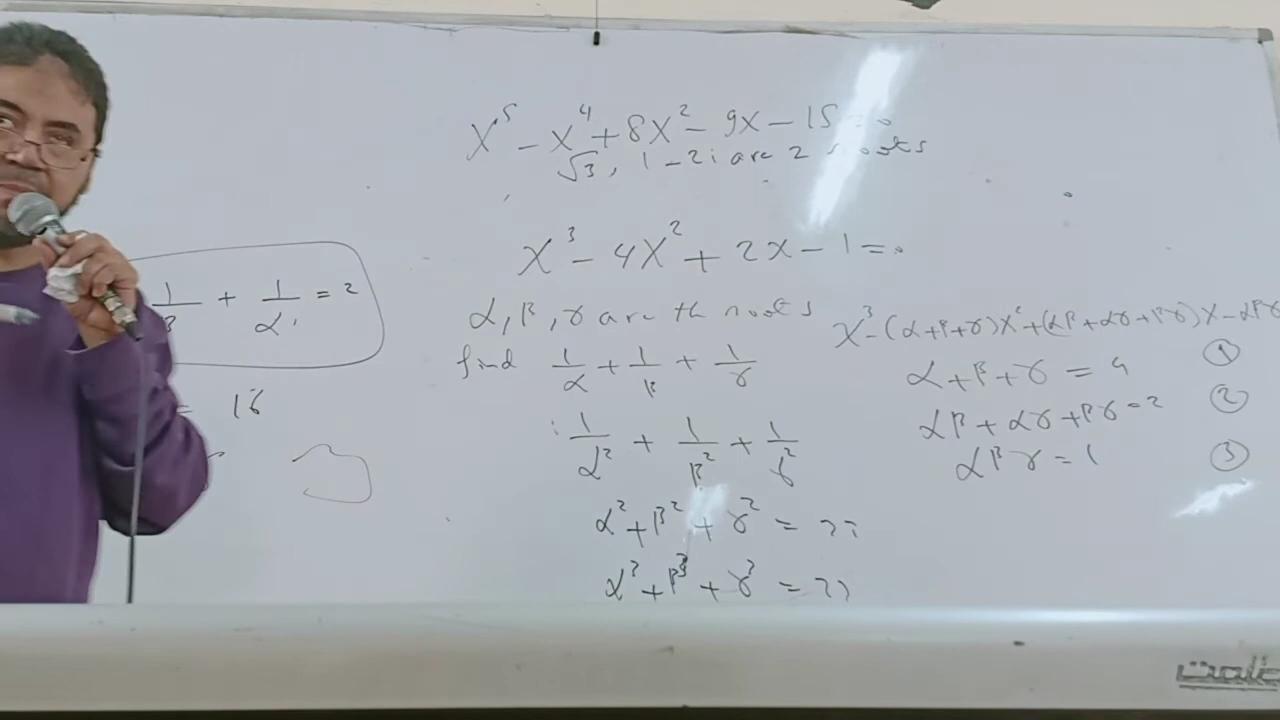 x⁵ - x⁴ + 8x² - 9x - 15 = 0
√3, 1 - 2i are 2 roots
x³ - 4x² + 2x - 1 = 0
α, β, γ are th roots
find 1/α + 1/β + 1/γ
1/α² + 1/β² + 1/γ²
α² + β² + γ² = ??
α³ + β³ + γ³ = ??
x³ - (α+β+γ)x² + (αβ+αγ+βγ)x - αβγ
α + β + γ = 4 ①
αβ + αγ + βγ = 2 ②
αβγ = 1 ③
1/β + 1/α = 2
= 16